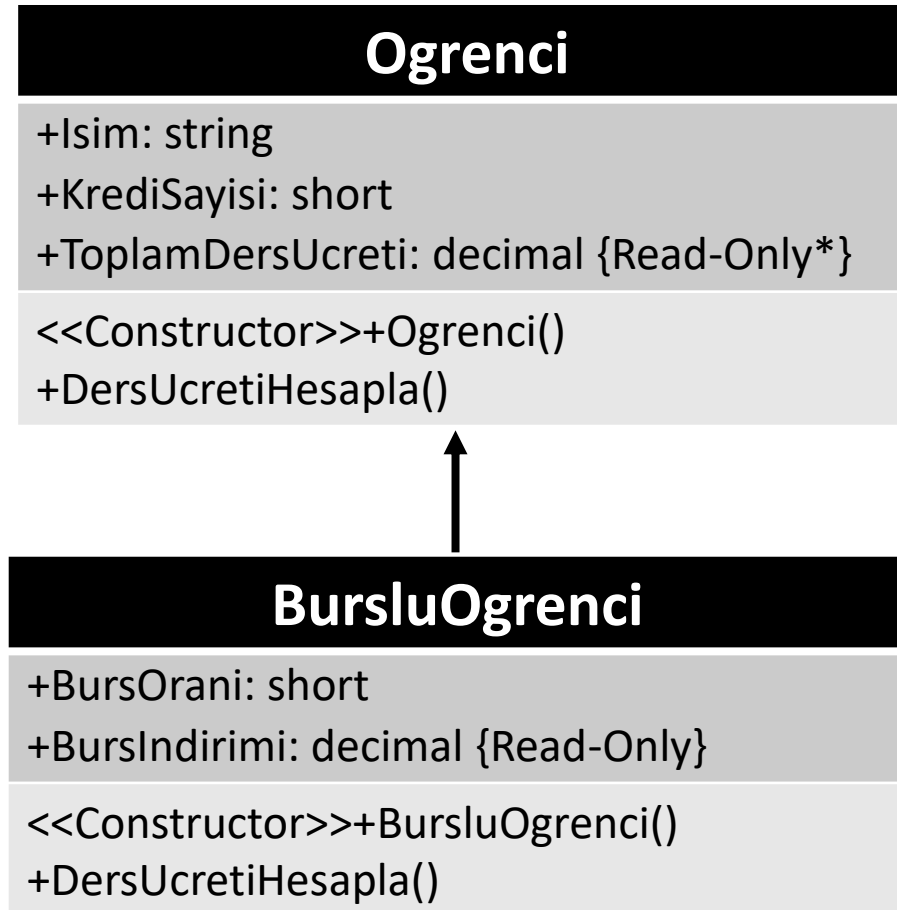 Ogrenci
+Isim: string
+KrediSayisi: short
+ToplamDersUcreti: decimal {Read-Only*}
<<Constructor>>+Ogrenci()
+DersUcretiHesapla()
BursluOgrenci
+BursOrani: short
+BursIndirimi: decimal {Read-Only}
<<Constructor>>+BursluOgrenci()
+DersUcretiHesapla()